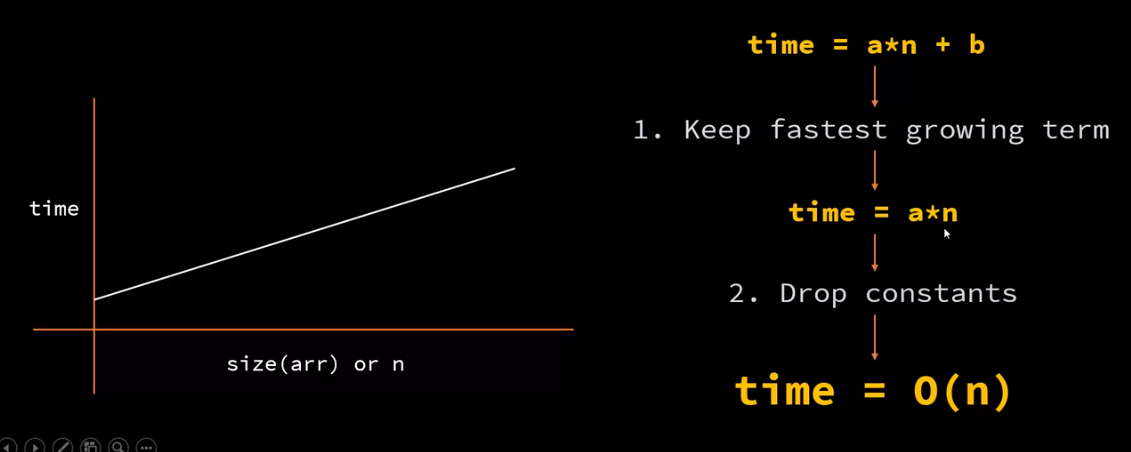 time = a*n + b
1. Keep fastest growing term
time = a*n
2. Drop constants
time = O(n)
time
size(arr) or n